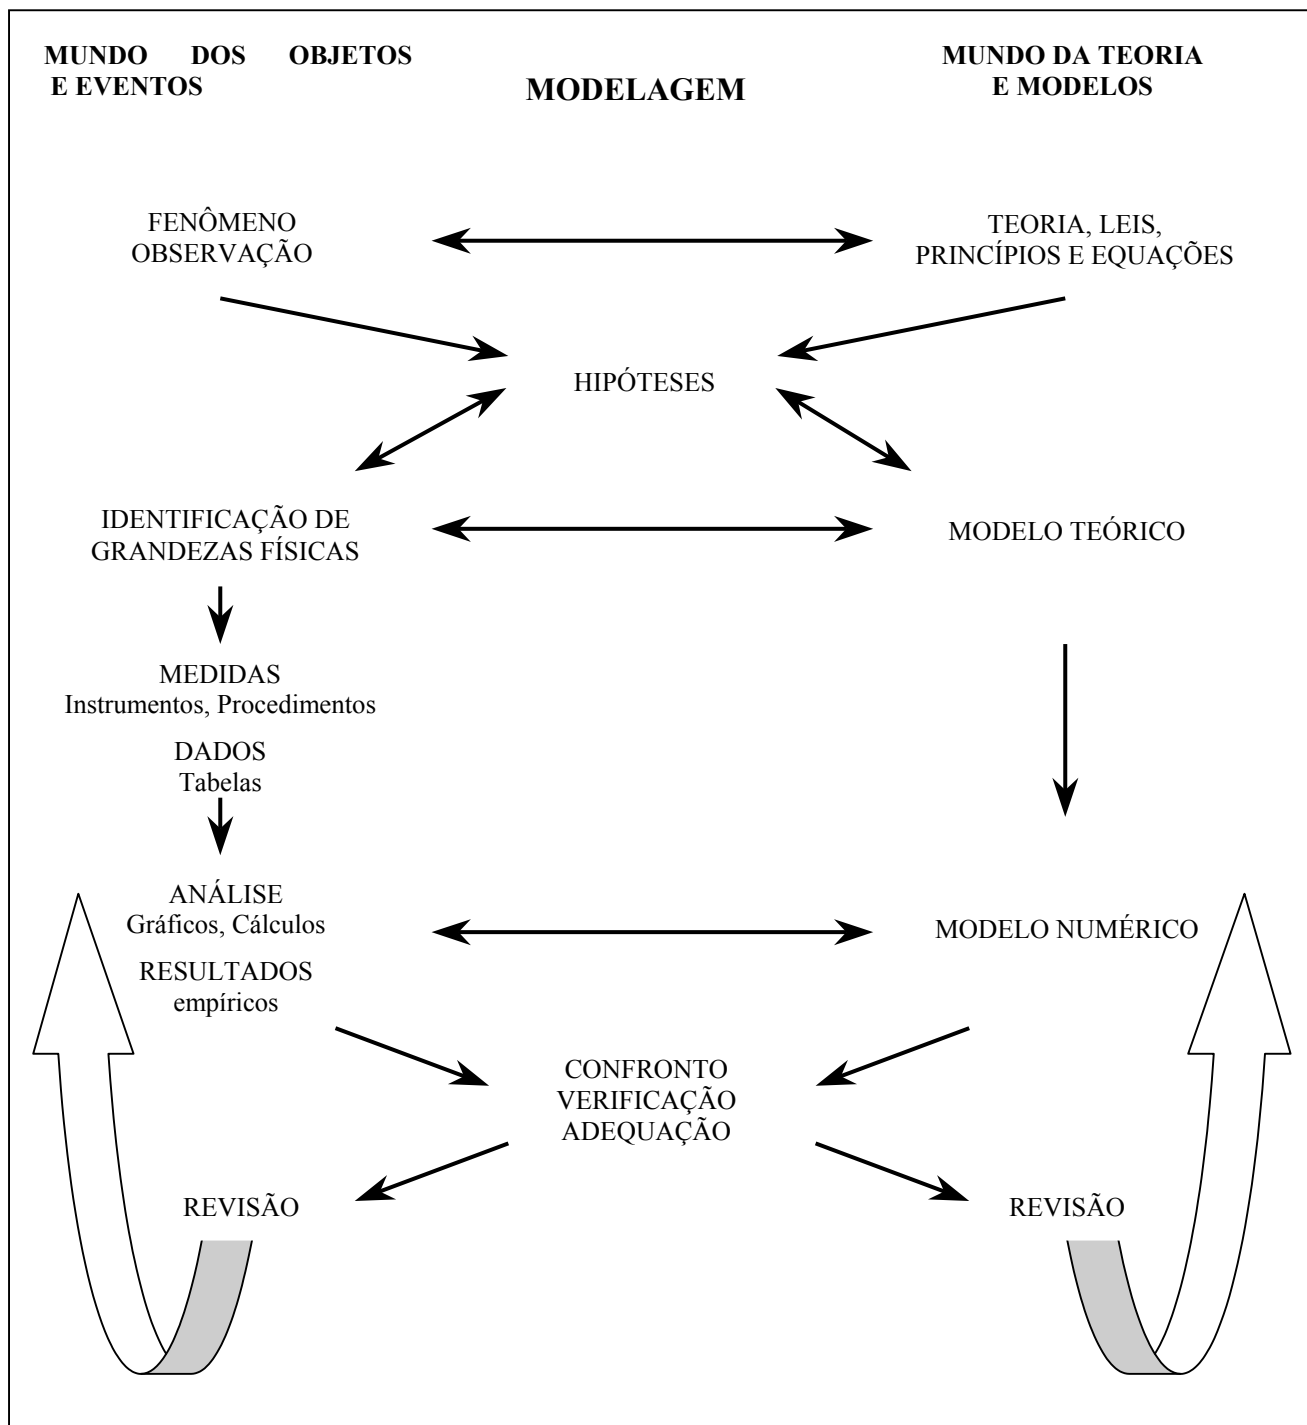 MUNDO DOS OBJETOS
E EVENTOS
MODELAGEM
MUNDO DA TEORIA
E MODELOS
FENÔMENO
OBSERVAÇÃO
TEORIA, LEIS,
PRINCÍPIOS E EQUAÇÕES
HIPÓTESES
IDENTIFICAÇÃO DE
GRANDEZAS FÍSICAS
MODELO TEÓRICO
MEDIDAS
Instrumentos, Procedimentos
DADOS
Tabelas
ANÁLISE
Gráficos, Cálculos
MODELO NUMÉRICO
RESULTADOS
empíricos
CONFRONTO
VERIFICAÇÃO
ADEQUAÇÃO
REVISÃO
REVISÃO